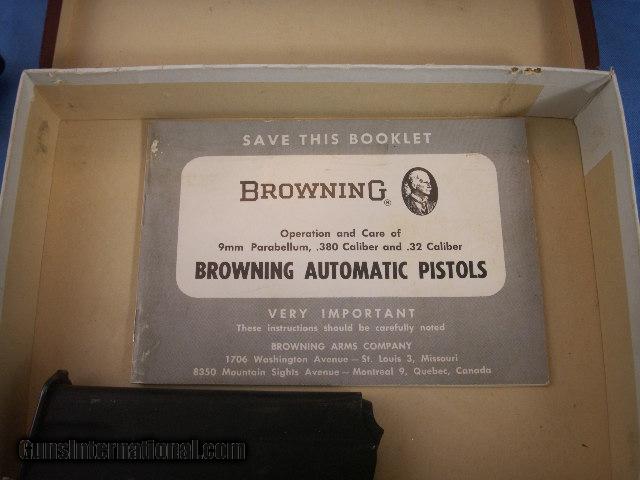 SAVE THIS BOOKLET
BROWNING®
Operation and Care of
9mm Parabellum, .380 Caliber and .32 Caliber
BROWNING AUTOMATIC PISTOLS
VERY IMPORTANT
These instructions should be carefully noted
BROWNING ARMS COMPANY
1706 Washington Avenue — St. Louis 3, Missouri
8350 Mountain Sights Avenue — Montreal 9, Quebec, Canada
GunsInternational.com